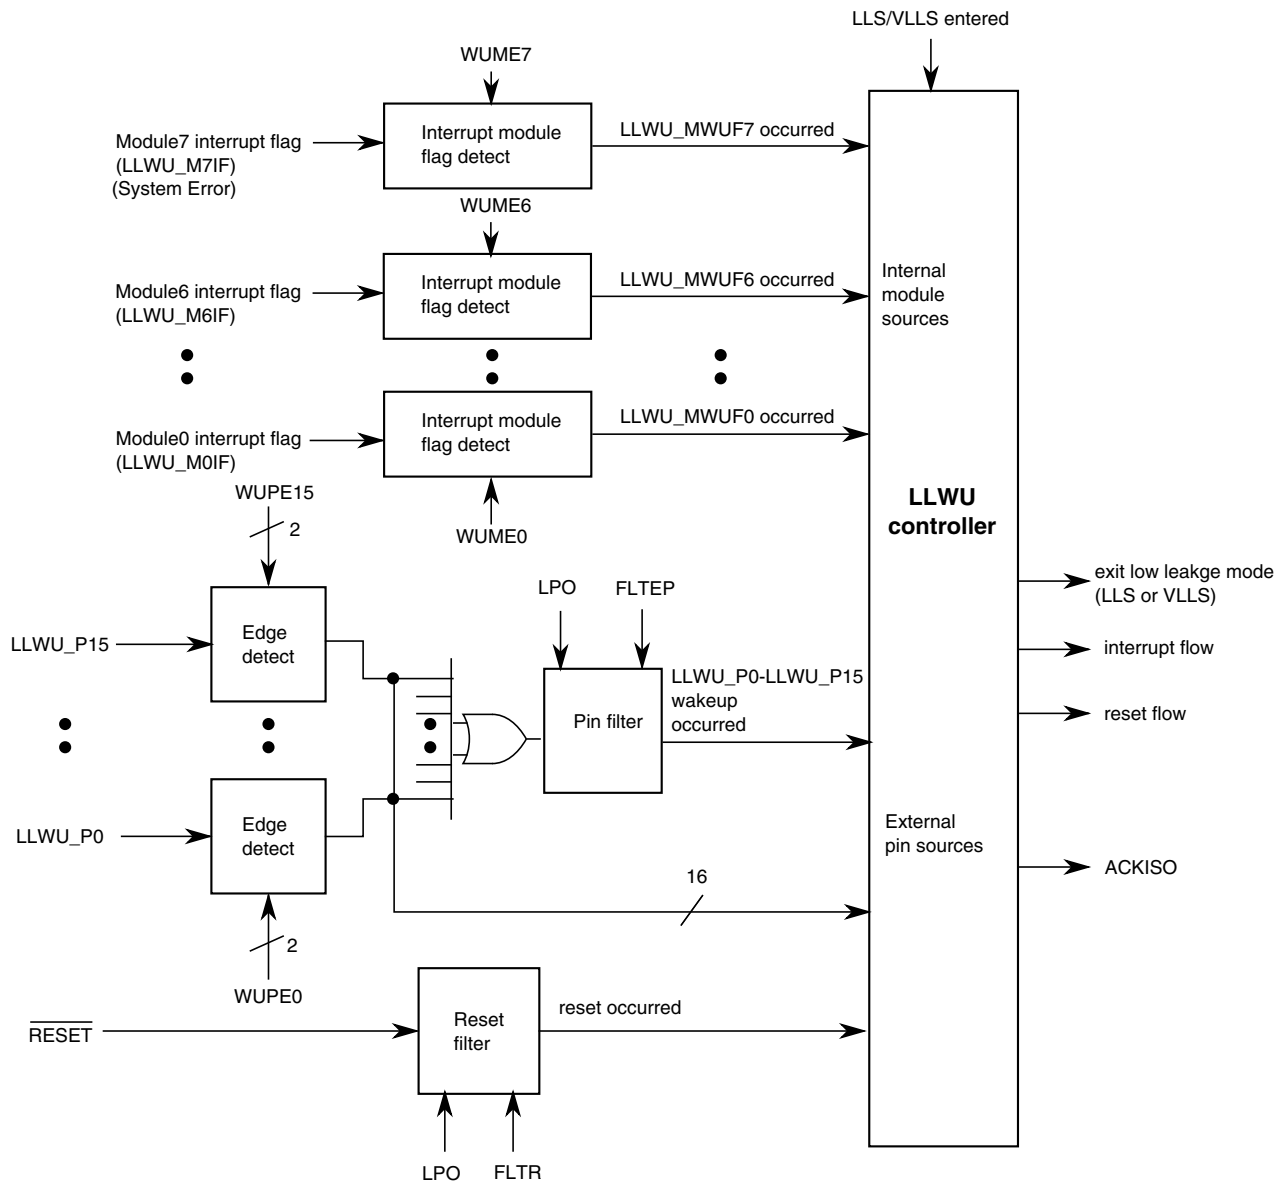 LLS/VLLS entered
WUME7
Module7 interrupt flag
(LLWU_M7IF)
(System Error)
Interrupt module
flag detect
LLWU_MWUF7 occurred
WUME6
Module6 interrupt flag
(LLWU_M6IF)
Interrupt module
flag detect
LLWU_MWUF6 occurred
Internal
module
sources
Module0 interrupt flag
(LLWU_M0IF)
Interrupt module
flag detect
LLWU_MWUF0 occurred
WUME0
LLWU
controller
WUPE15
2
LLWU_P15
Edge
detect
LPO
FLTEP
Pin filter
LLWU_P0-LLWU_P15
wakeup
occurred
exit low leakge mode
(LLS or VLLS)
interrupt flow
reset flow
LLWU_P0
Edge
detect
2
WUPE0
External
pin sources
16
ACKISO
RESET
Reset
filter
reset occurred
LPO
FLTR